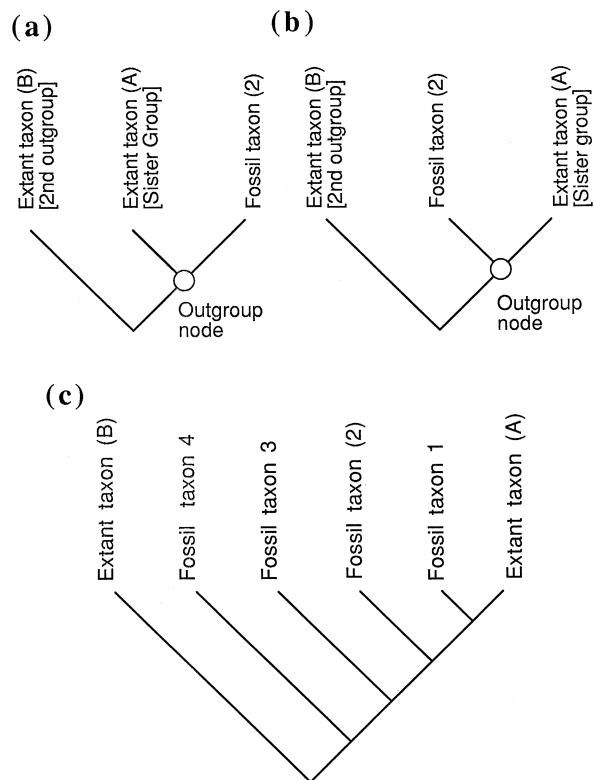 (a)
Extant taxon (B)
[2nd outgroup]
Extant taxon (A)
[Sister Group]
Fossil taxon (2)
Outgroup
node
(b)
Extant taxon (B)
[2nd outgroup]
Fossil taxon (2)
Extant taxon (A)
[Sister group]
Outgroup
node
(c)
Extant taxon (B)
Fossil taxon 4
Fossil taxon 3
Fossil taxon (2)
Fossil taxon 1
Extant taxon (A)